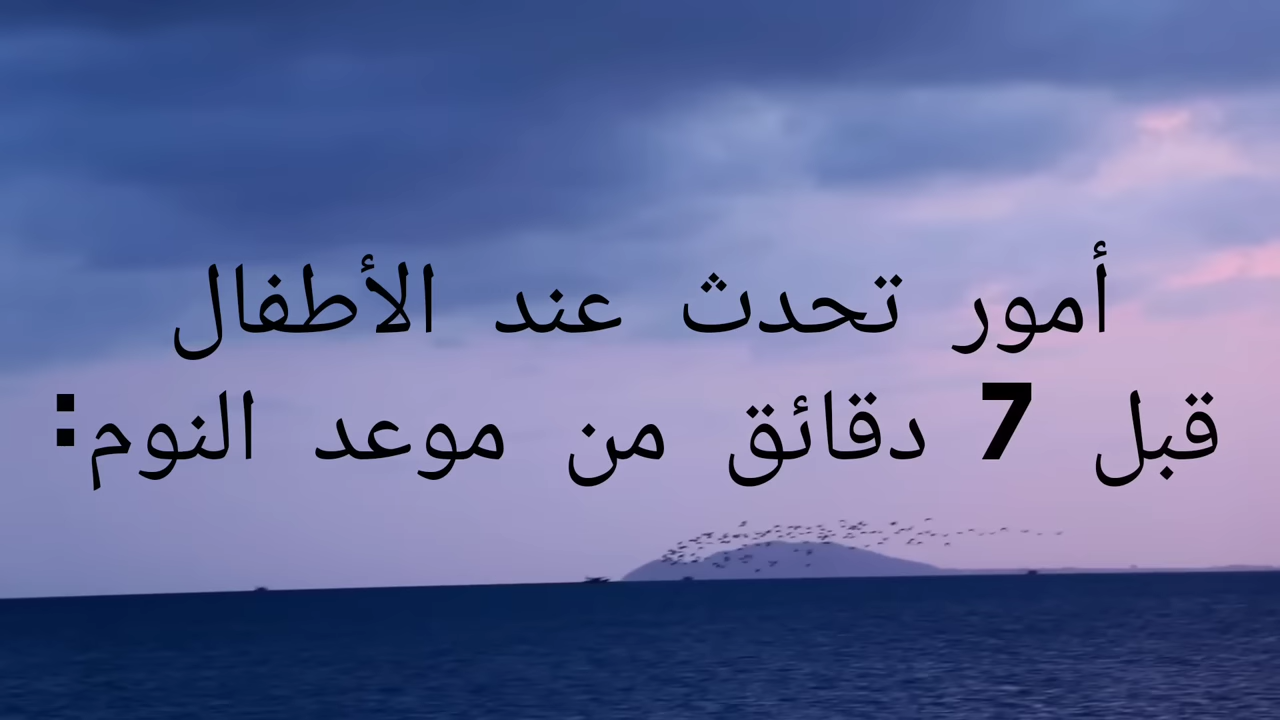 أمور تحدث عند الأطفال
قبل 7 دقائق من موعد النوم: